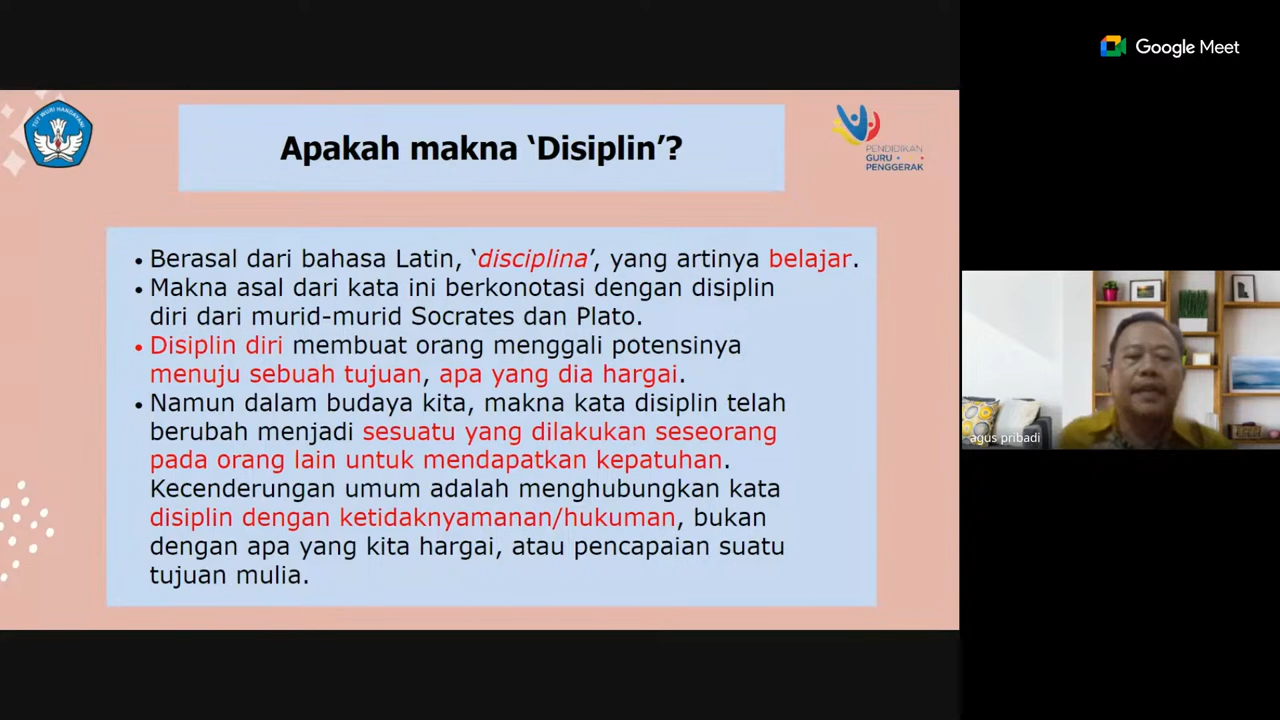 Google Meet
TUT WURI HANDAYANI
Apakah makna ‘Disiplin’?
PENDIDIKAN
GURU
PENGGERAK
• Berasal dari bahasa Latin, ‘disciplina’, yang artinya belajar.
• Makna asal dari kata ini berkonotasi dengan disiplin
diri dari murid-murid Socrates dan Plato.
• Disiplin diri membuat orang menggali potensinya
menuju sebuah tujuan, apa yang dia hargai.
• Namun dalam budaya kita, makna kata disiplin telah
berubah menjadi sesuatu yang dilakukan seseorang
pada orang lain untuk mendapatkan kepatuhan.
Kecenderungan umum adalah menghubungkan kata
disiplin dengan ketidaknyamanan/hukuman, bukan
dengan apa yang kita hargai, atau pencapaian suatu
tujuan mulia.
agus pribadi